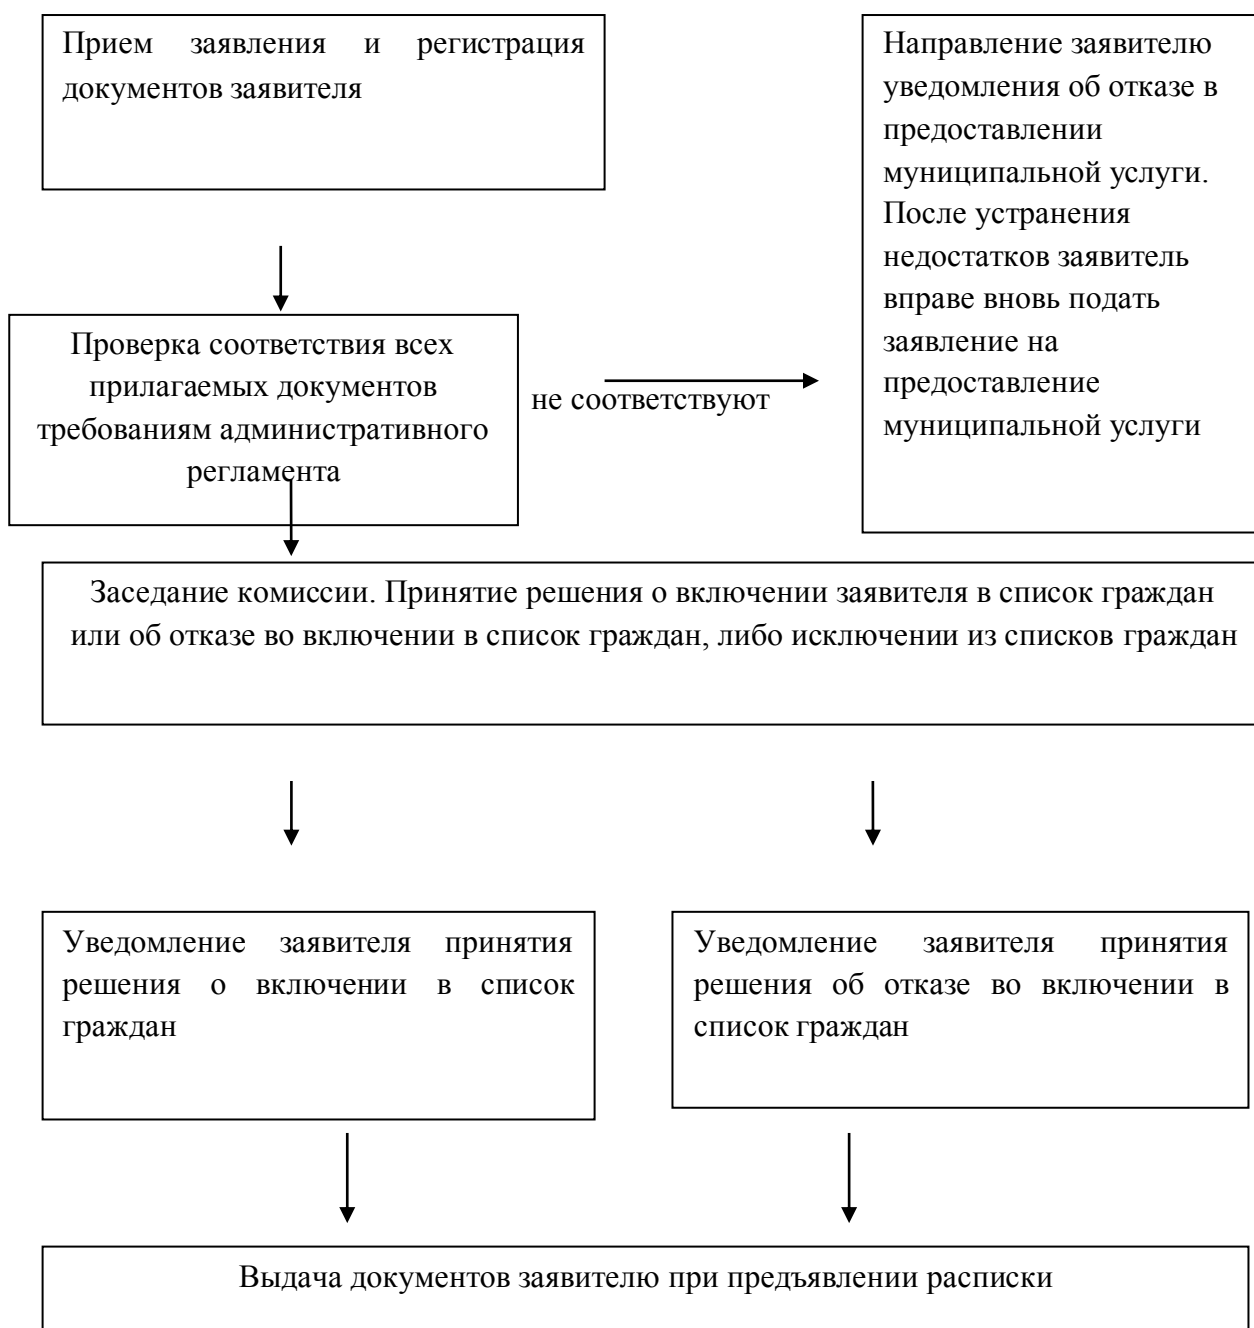 Прием заявления и регистрация
документов заявителя
Направление заявителю
уведомления об отказе в
предоставлении
муниципальной услуги.
После устранения
недостатков заявитель
вправе вновь подать
заявление на
предоставление
муниципальной услуги
Проверка соответствия всех
прилагаемых документов
требованиям административного
регламента
не соответствуют
Заседание комиссии. Принятие решения о включении заявителя в список граждан
или об отказе во включении в список граждан, либо исключении из списков граждан
Уведомление заявителя принятия
решения о включении в список
граждан
Уведомление заявителя принятия
решения об отказе во включении в
список граждан
Выдача документов заявителю при предъявлении расписки